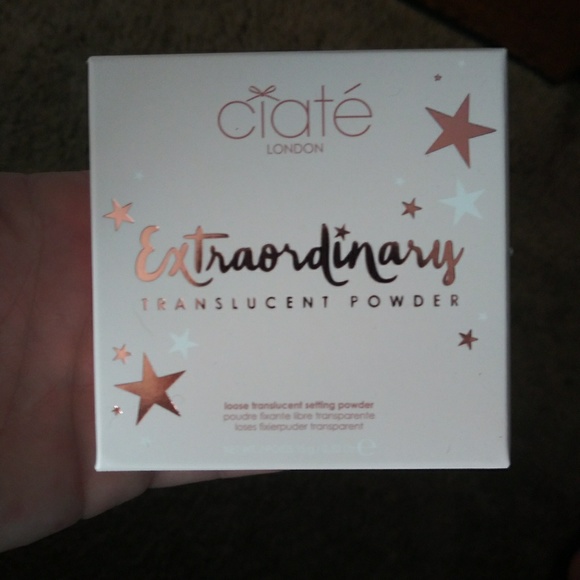 ciaté
LONDON
Extraordinary
TRANSLUCENT POWDER
loose translucent setting powder
poudre fixante libre transparente
loses fixierpuder transparent